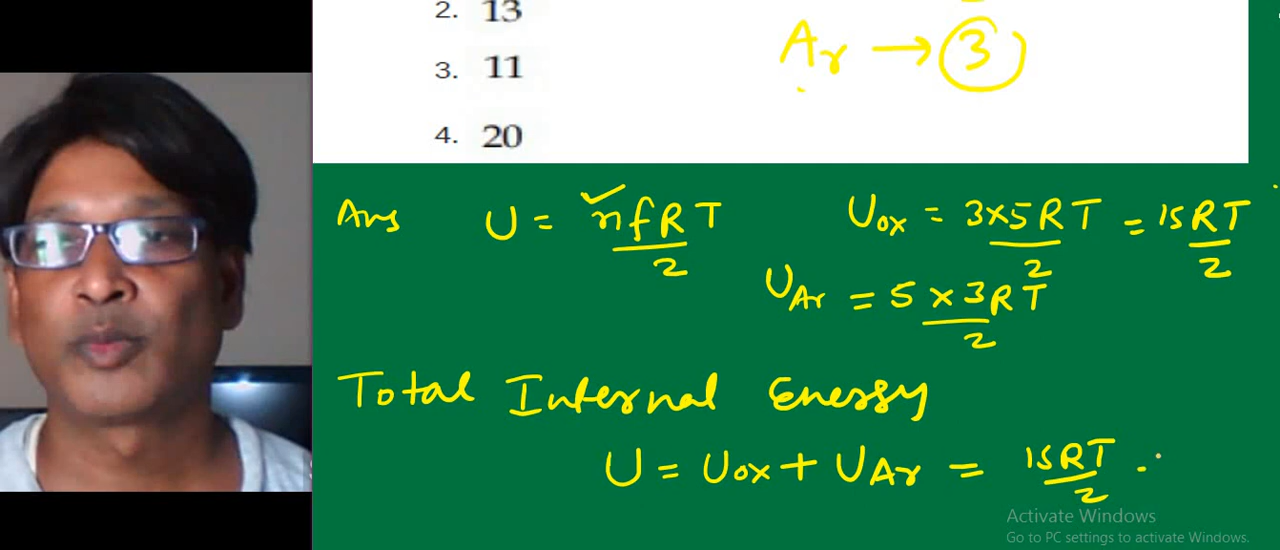 2. 13
Ar → 3
3. 11
4. 20
Ans U = nfRT/2 Uox = 3×5RT/2 = 15RT/2
UAr = 5×3RT/2
Total Internal Energy
U = Uox + UAr = 15RT/2
Activate Windows
Go to PC settings to activate Windows.